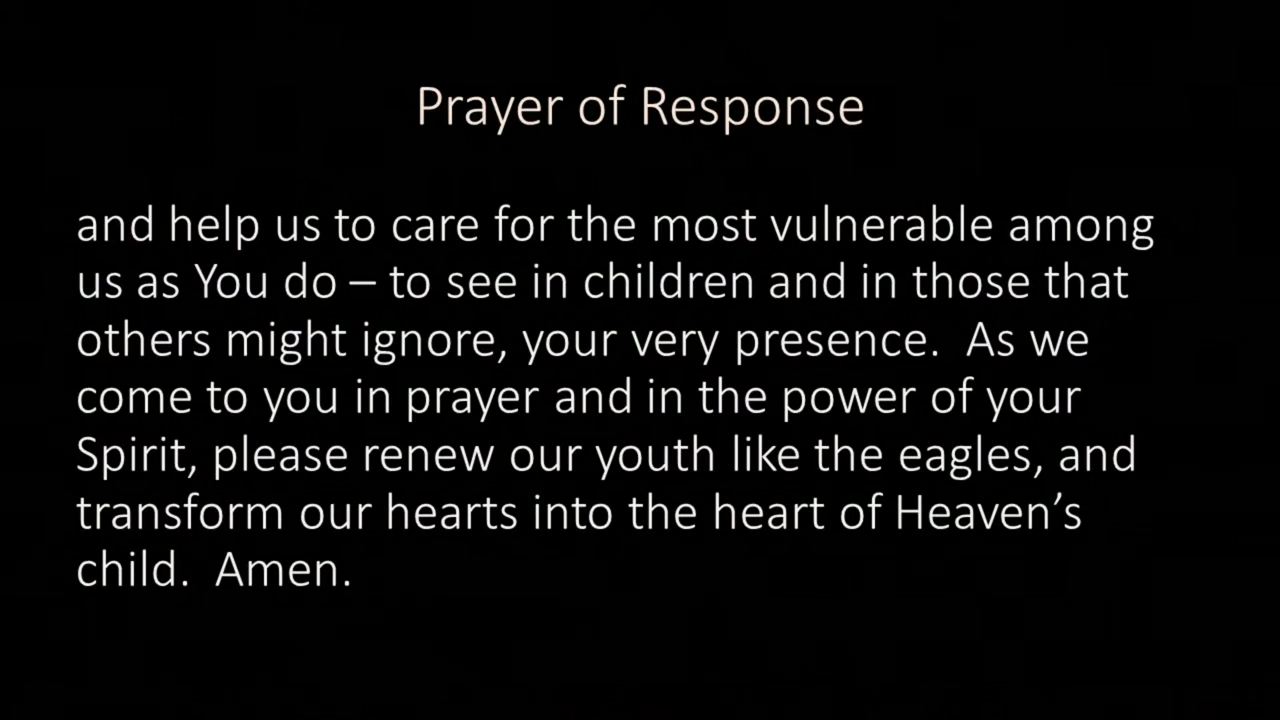 Prayer of Response
and help us to care for the most vulnerable among
us as You do – to see in children and in those that
others might ignore, your very presence.  As we
come to you in prayer and in the power of your
Spirit, please renew our youth like the eagles, and
transform our hearts into the heart of Heaven’s
child.  Amen.